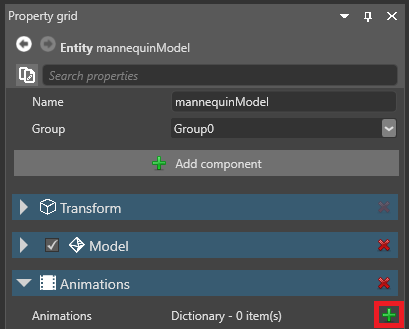 Property grid
Entity mannequinModel
Search properties
Name mannequinModel
Group Group0
Add component
Transform
Model
Animations
Animations Dictionary - 0 item(s)